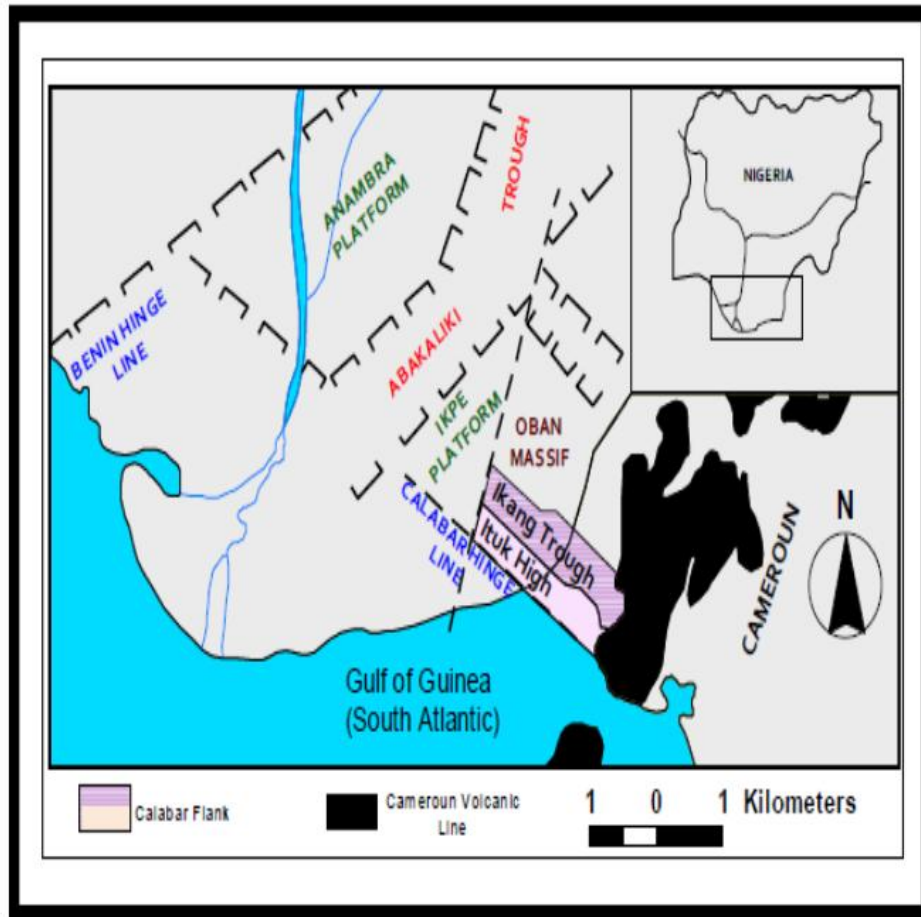 ANAMBRA
PLATFORM
TROUGH
NIGERIA
BENIN HINGE
LINE
ABAKALIKI
IKPE
PLATFORM
OBAN
MASSIF
CALABAR HINGE
LINE
Ikang Trough
Ituk High
CAMEROUN
N
Gulf of Guinea
(South Atlantic)
Calabar Flank
Cameroun Volcanic
Line
1 0 1 Kilometers